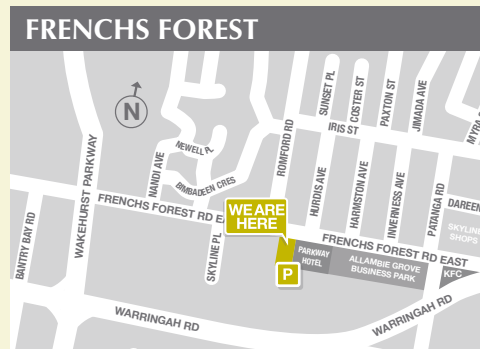 FRENCHS FOREST
SUNSET PL
COSTER ST
PAXTON ST
JIMADA AVE
N
IRIS ST
WAKEHURST PARKWAY
NANDI AVE
NEWELL PL
ROMFORD RD
BIMBADEEN CRES
HURDIS AVE
HARMSTON AVE
INVERNESS AVE
PATANGA RD
DAREEN
BANTRY BAY RD
FRENCHS FOREST RD EA
WE ARE
HERE
SKYLINE
SHOPS
SKYLINE PL
FRENCHS FOREST RD EAST
PARKWAY
HOTEL
ALLAMBIE GROVE
BUSINESS PARK
KFC
P
WARRINGAH RD
WARRINGAH RD